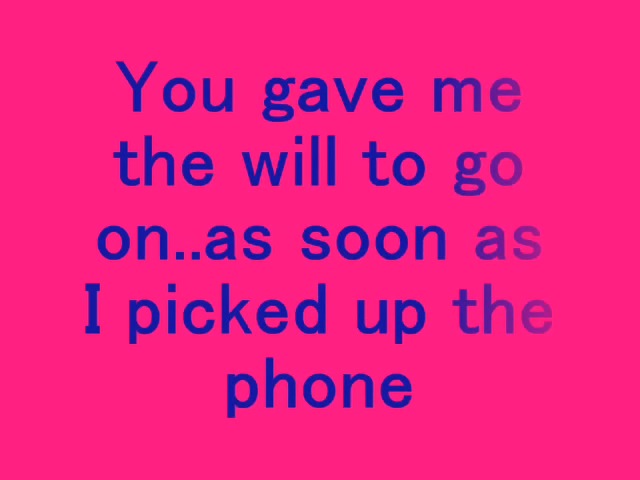 You gave me
the will to go
on..as soon as
I picked up the
phone